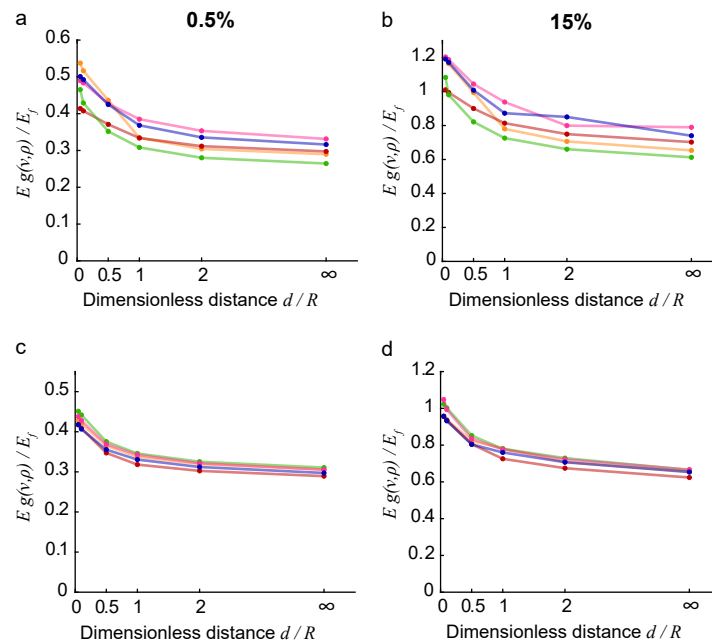 a
0.5%
b
15%
0.6
0.5
0.4
0.3
0.2
0.1
0
E g(ν,ρ) / E_f
0 0.5 1 2 ∞
Dimensionless distance d / R
1.2
1
0.8
0.6
0.4
0.2
0
E g(ν,ρ) / E_f
0 0.5 1 2 ∞
Dimensionless distance d / R
c
0.5
0.4
0.3
0.2
0.1
0
E g(ν,ρ) / E_f
0 0.5 1 2 ∞
Dimensionless distance d / R
d
1.2
1
0.8
0.6
0.4
0.2
0
E g(ν,ρ) / E_f
0 0.5 1 2 ∞
Dimensionless distance d / R